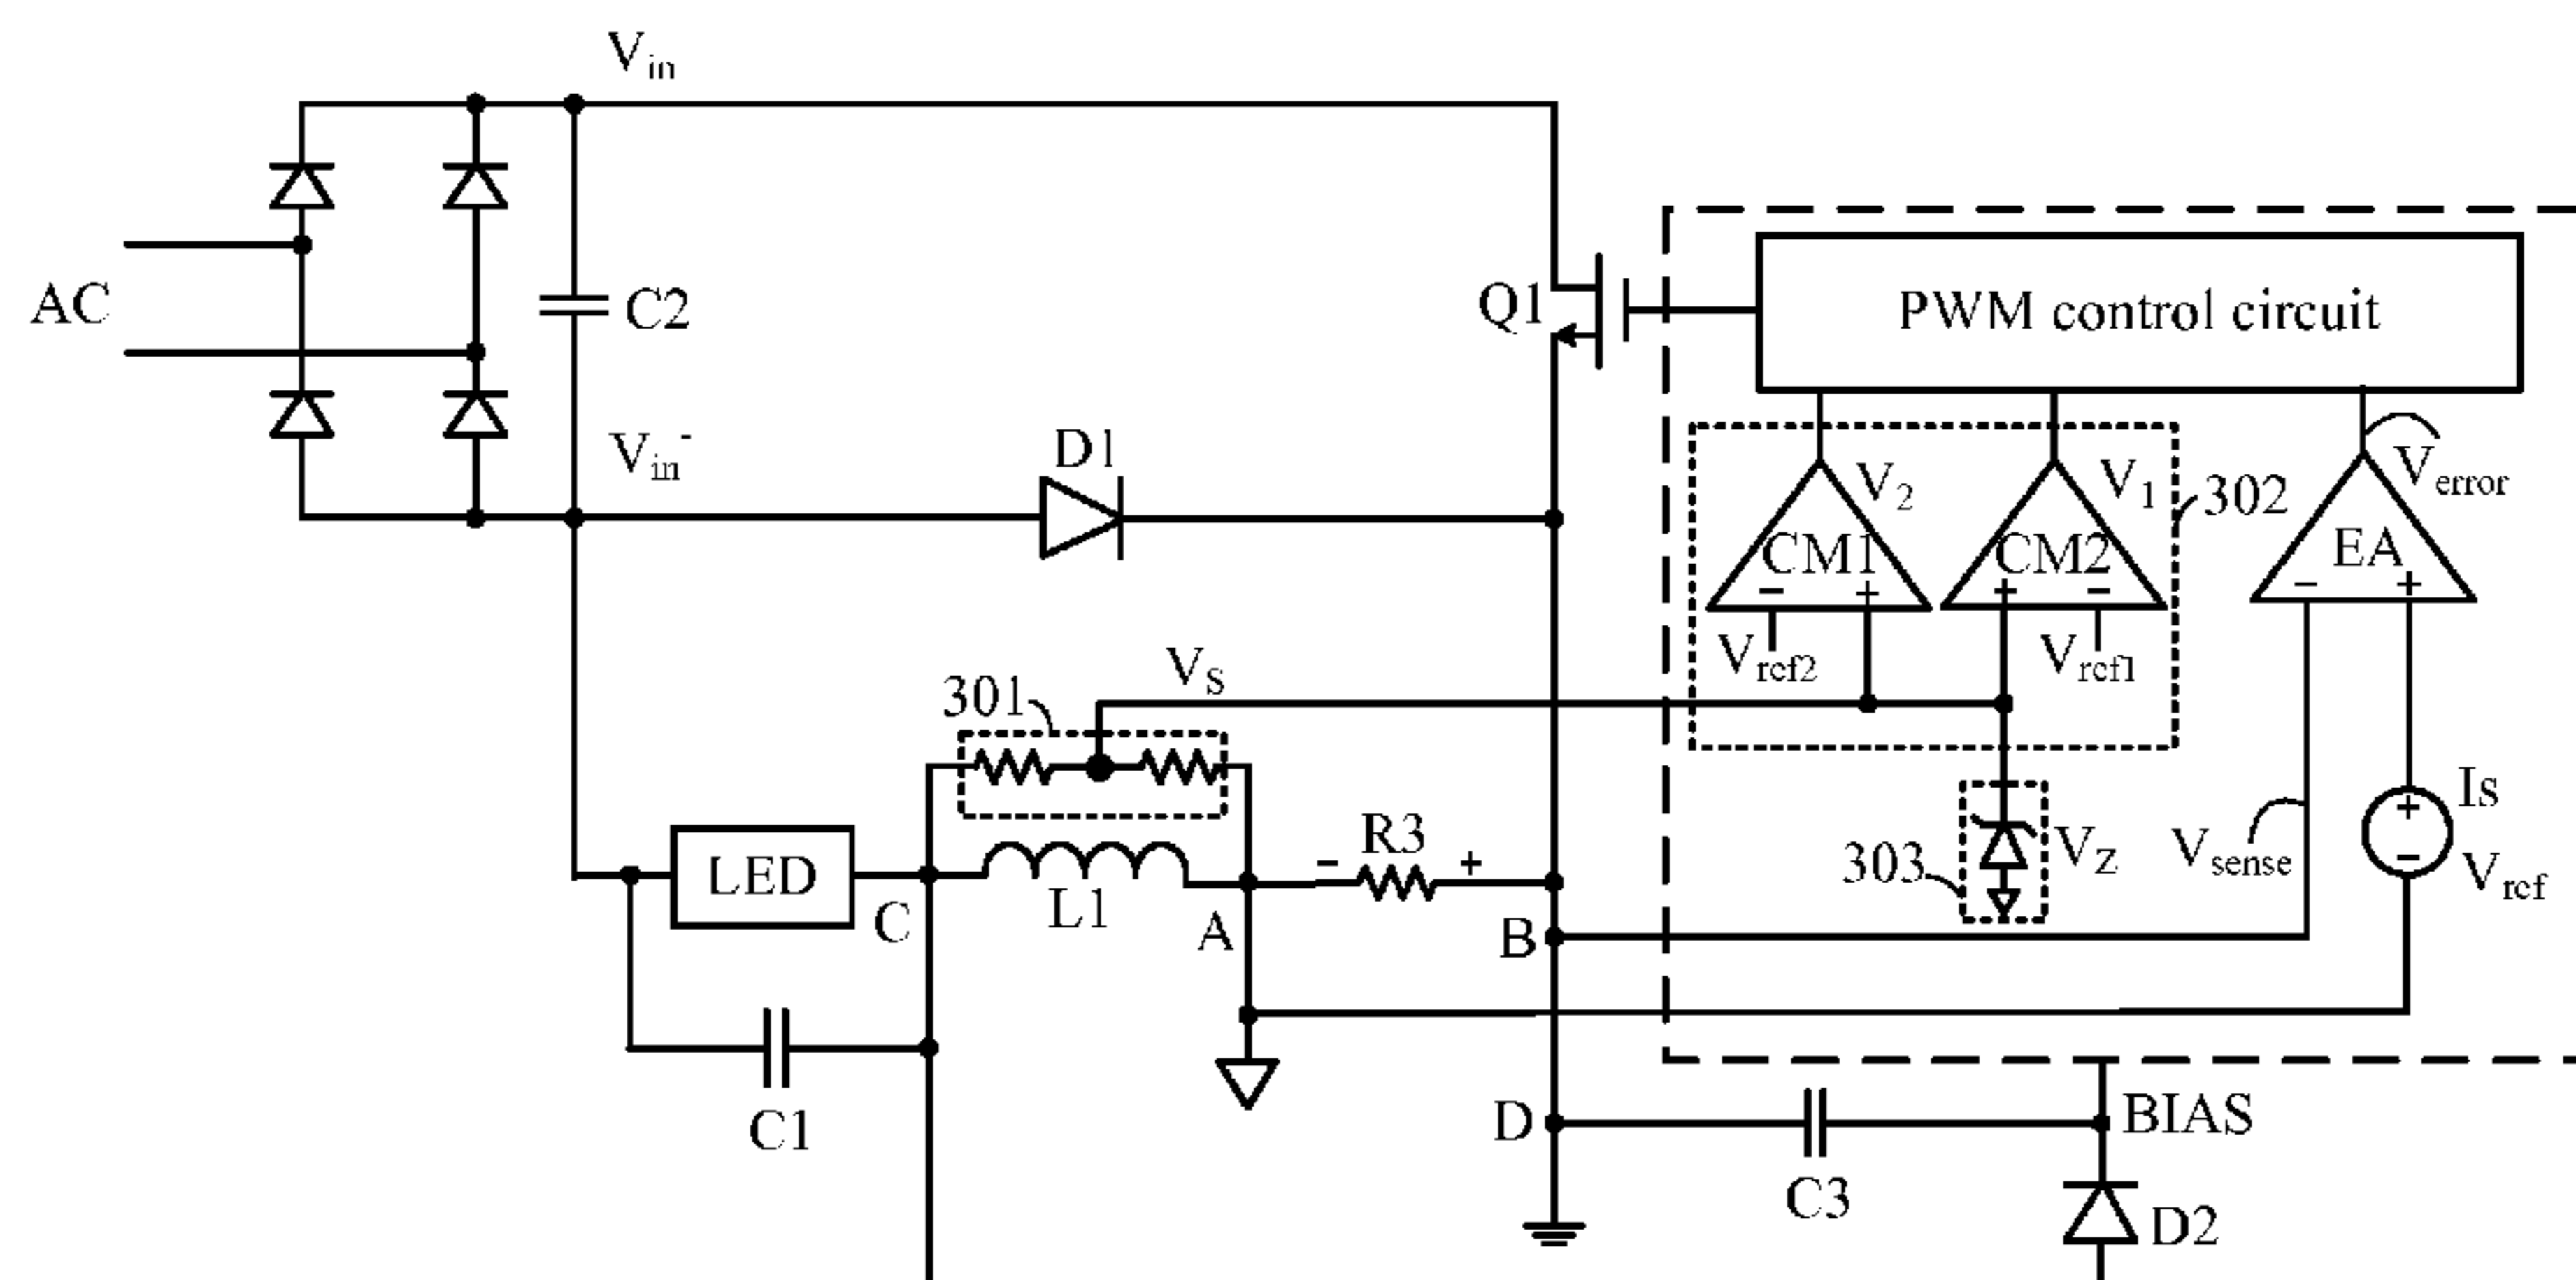 Vin
AC
C2
Q1
PWM control circuit
Vin-
D1
V2
V1
302
Verror
CM1
CM2
EA
- +
+ -
- +
Vref2
Vref1
VS
301
303
VZ
Vsense
+
-
Is
Vref
LED
C
L1
A
- R3 +
B
C1
D
C3
BIAS
D2